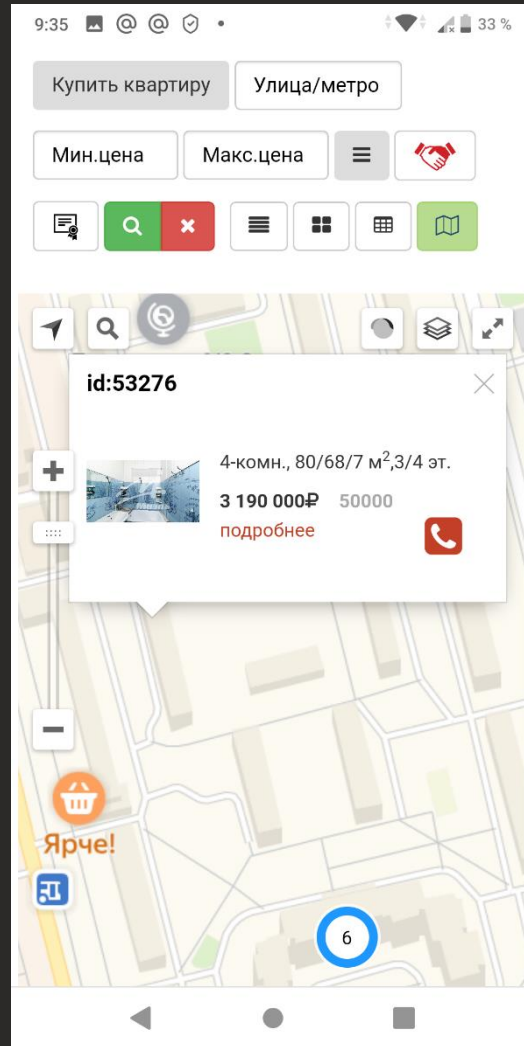 9:35
33 %
Купить квартиру
Улица/метро
Мин.цена
Макс.цена
id:53276
4-комн., 80/68/7 м²,3/4 эт.
3 190 000₽ 50000
подробнее
Ярче!
6